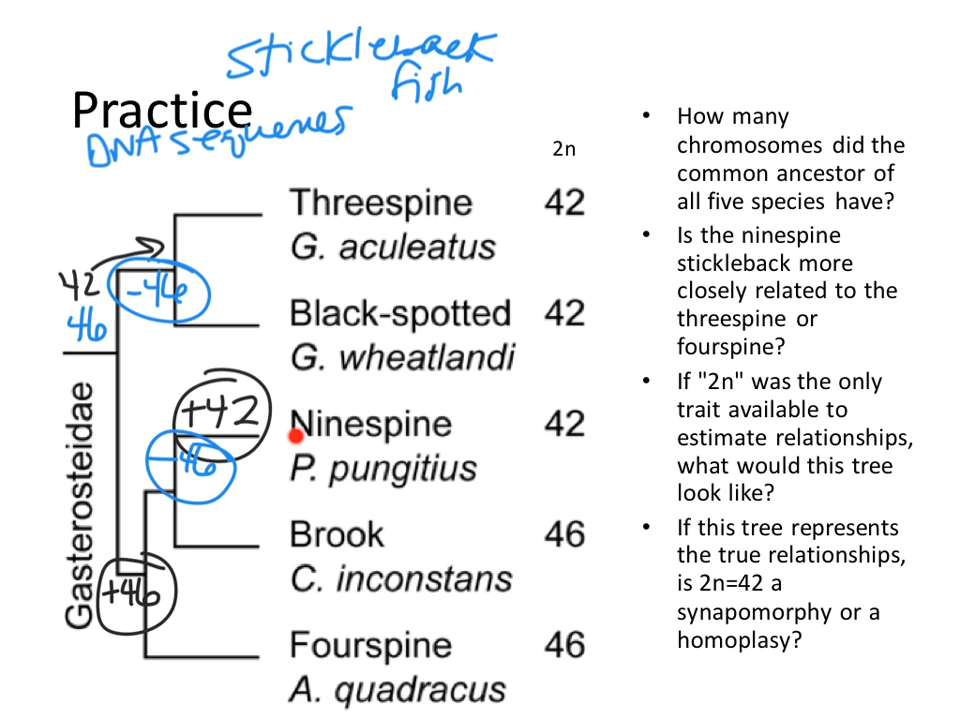 Stickleback
fish
Practice
DNA sequenes
2n
Threespine 42
G. aculeatus
42
-46
46
Black-spotted 42
G. wheatlandi
+42
Ninespine 42
-46
P. pungitius
Gasterosteidae
Brook 46
C. inconstans
+46
Fourspine 46
A. quadracus
• How many
chromosomes did the
common ancestor of
all five species have?
• Is the ninespine
stickleback more
closely related to the
threespine or
fourspine?
• If "2n" was the only
trait available to
estimate relationships,
what would this tree
look like?
• If this tree represents
the true relationships,
is 2n=42 a
synapomorphy or a
homoplasy?